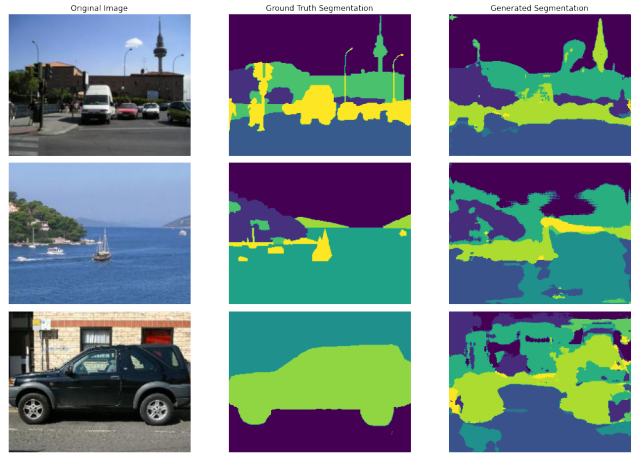 Original Image
Ground Truth Segmentation
Generated Segmentation